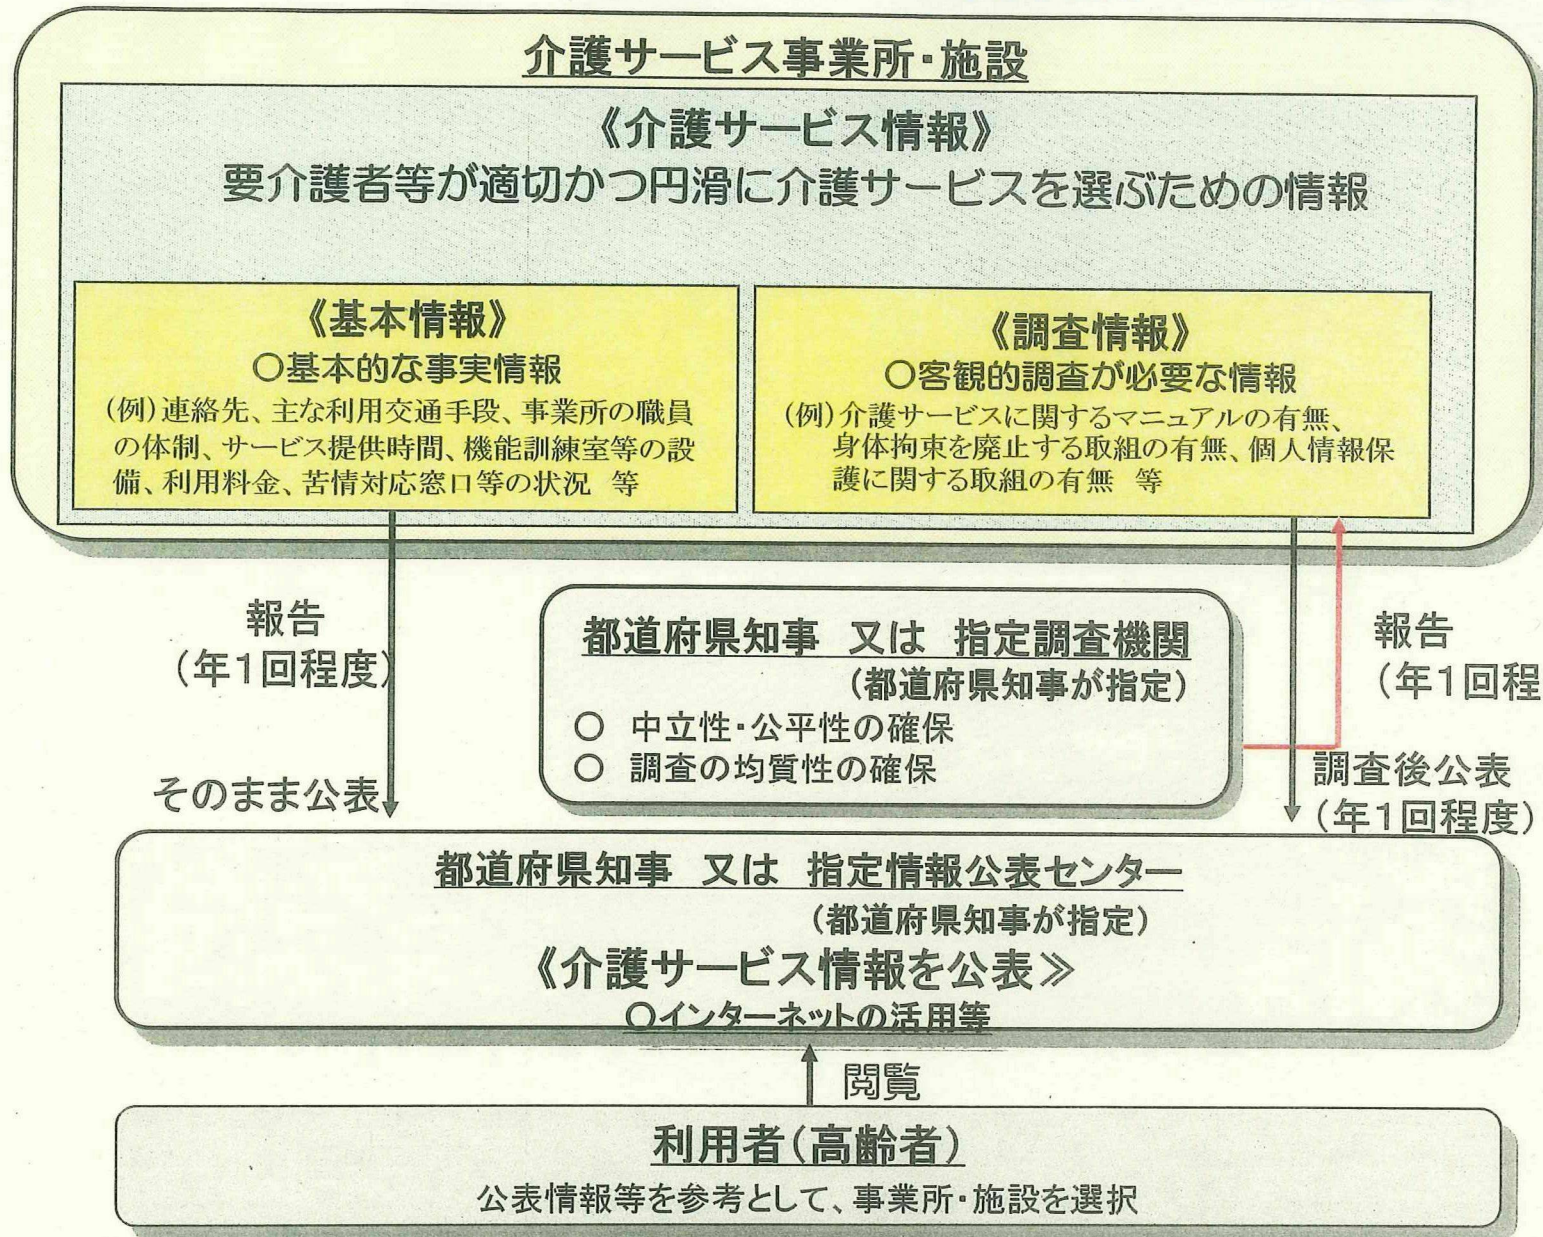 介護サービス事業所・施設
《介護サービス情報》
要介護者等が適切かつ円滑に介護サービスを選ぶための情報
《基本情報》
○基本的な事実情報
(例)連絡先、主な利用交通手段、事業所の職員
の体制、サービス提供時間、機能訓練室等の設
備、利用料金、苦情対応窓口等の状況 等
《調査情報》
○客観的調査が必要な情報
(例)介護サービスに関するマニュアルの有無、
身体拘束を廃止する取組の有無、個人情報保
護に関する取組の有無 等
報告
(年1回程度)
そのまま公表
都道府県知事 又は 指定調査機関
(都道府県知事が指定)
○ 中立性・公平性の確保
○ 調査の均質性の確保
報告
(年1回程
調査後公表
(年1回程度)
都道府県知事 又は 指定情報公表センター
(都道府県知事が指定)
《介護サービス情報を公表≫
○インターネットの活用等
閲覧
利用者(高齢者)
公表情報等を参考として、事業所・施設を選択